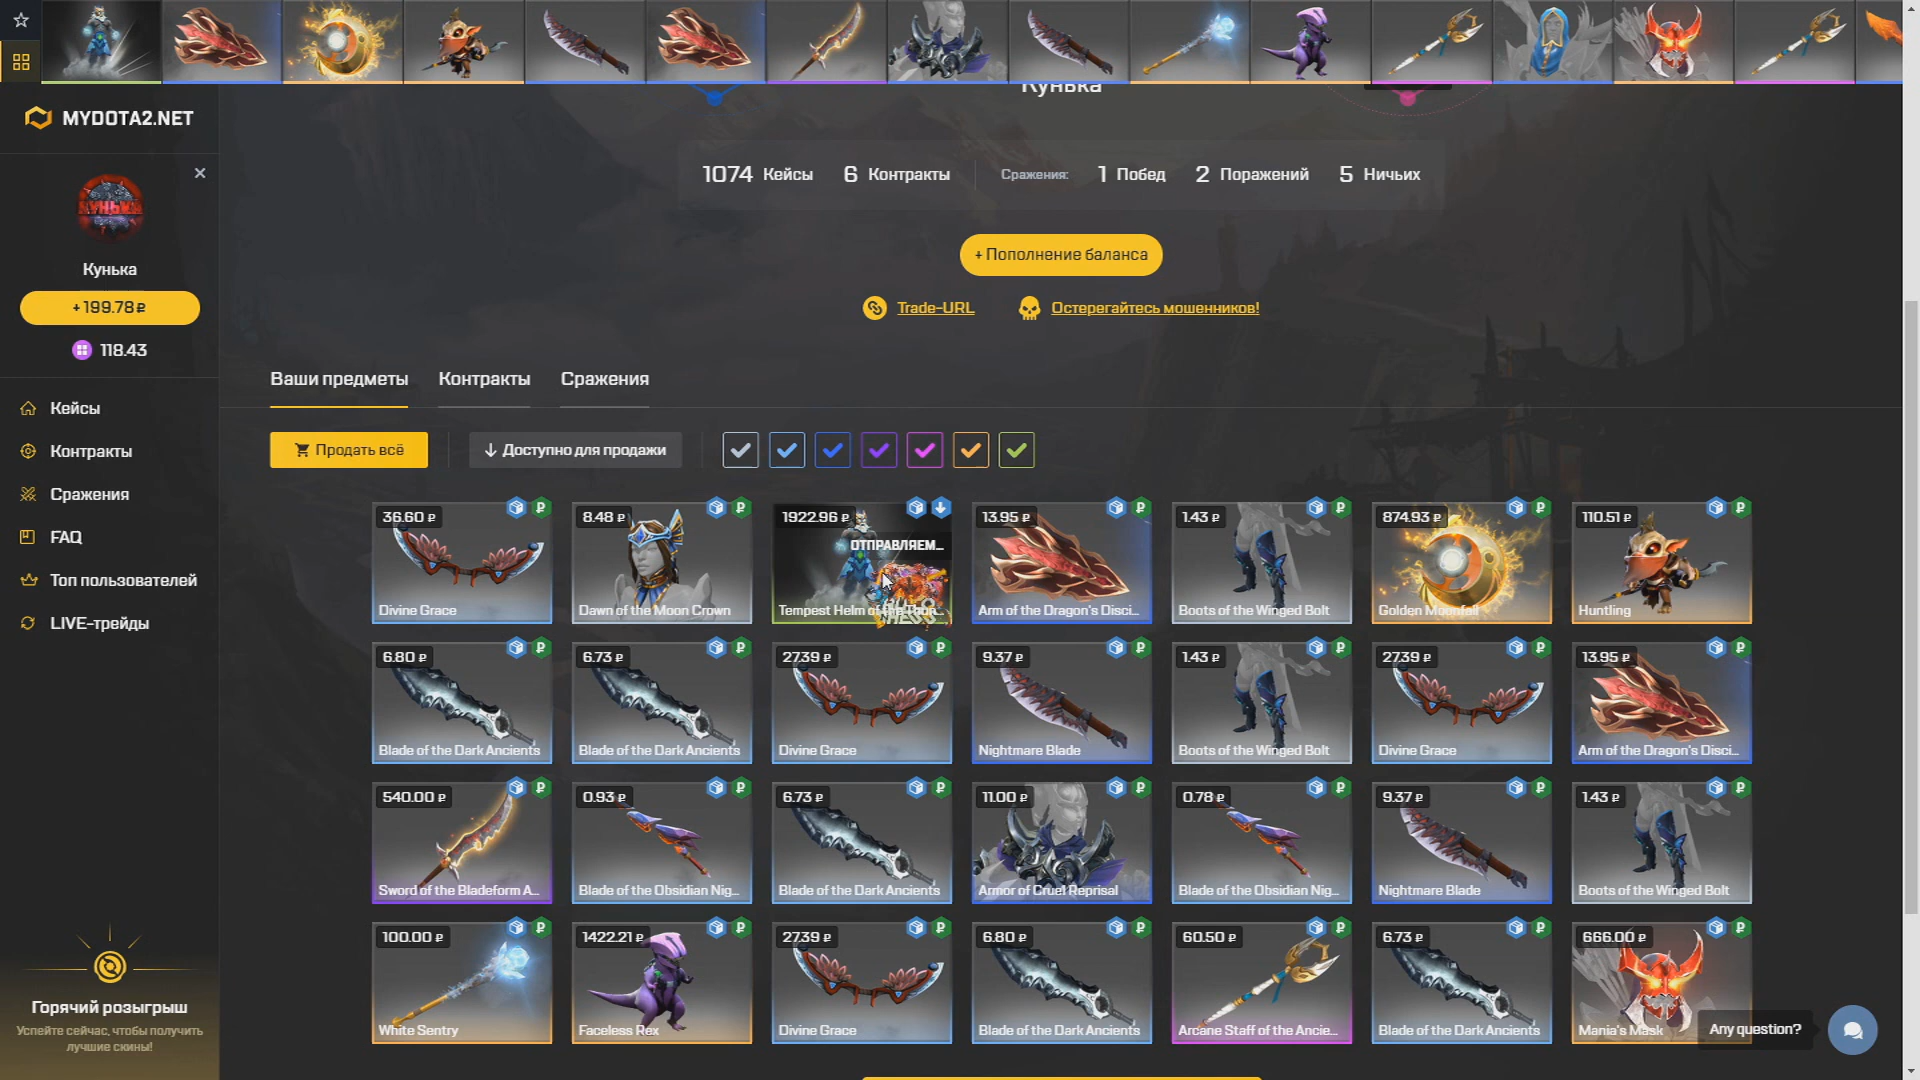 Кунька
MYDOTA2.NET
1074 Кейсы 6 Контракты Сражения: 1 Побед 2 Поражений 5 Ничьих
КУНЬКА
+ Пополнение баланса
Кунька
+ 199.78 ₽
Trade-URL Остерегайтесь мошенников!
118.43
Ваши предметы Контракты Сражения
Кейсы
Контракты
Сражения
FAQ
Топ пользователей
LIVE-трейды
Продать всё Доступно для продажи
36.60 ₽ 8.48 ₽ 1922.96 ₽ 13.95 ₽ 1.43 ₽ 874.93 ₽ 110.51 ₽
ОТПРАВЛЯЕМ...
Divine Grace Dawn of the Moon Crown Tempest Helm of the Thun... Arm of the Dragon's Disci... Boots of the Winged Bolt Golden Moonfall Huntling
6.80 ₽ 6.73 ₽ 27.39 ₽ 9.37 ₽ 1.43 ₽ 27.39 ₽ 13.95 ₽
Blade of the Dark Ancients Blade of the Dark Ancients Divine Grace Nightmare Blade Boots of the Winged Bolt Divine Grace Arm of the Dragon's Disci...
540.00 ₽ 0.93 ₽ 6.73 ₽ 11.00 ₽ 0.78 ₽ 9.37 ₽ 1.43 ₽
Sword of the Bladeform A... Blade of the Obsidian Nig... Blade of the Dark Ancients Armor of Cruel Reprisal Blade of the Obsidian Nig... Nightmare Blade Boots of the Winged Bolt
100.00 ₽ 1422.21 ₽ 27.39 ₽ 6.80 ₽ 60.50 ₽ 6.73 ₽ 666.00 ₽
White Sentry Faceless Rex Divine Grace Blade of the Dark Ancients Arcane Staff of the Ancie... Blade of the Dark Ancients Mania's Mask
Горячий розыгрыш
Успейте сейчас, чтобы получить
лучшие скины!
Any question?